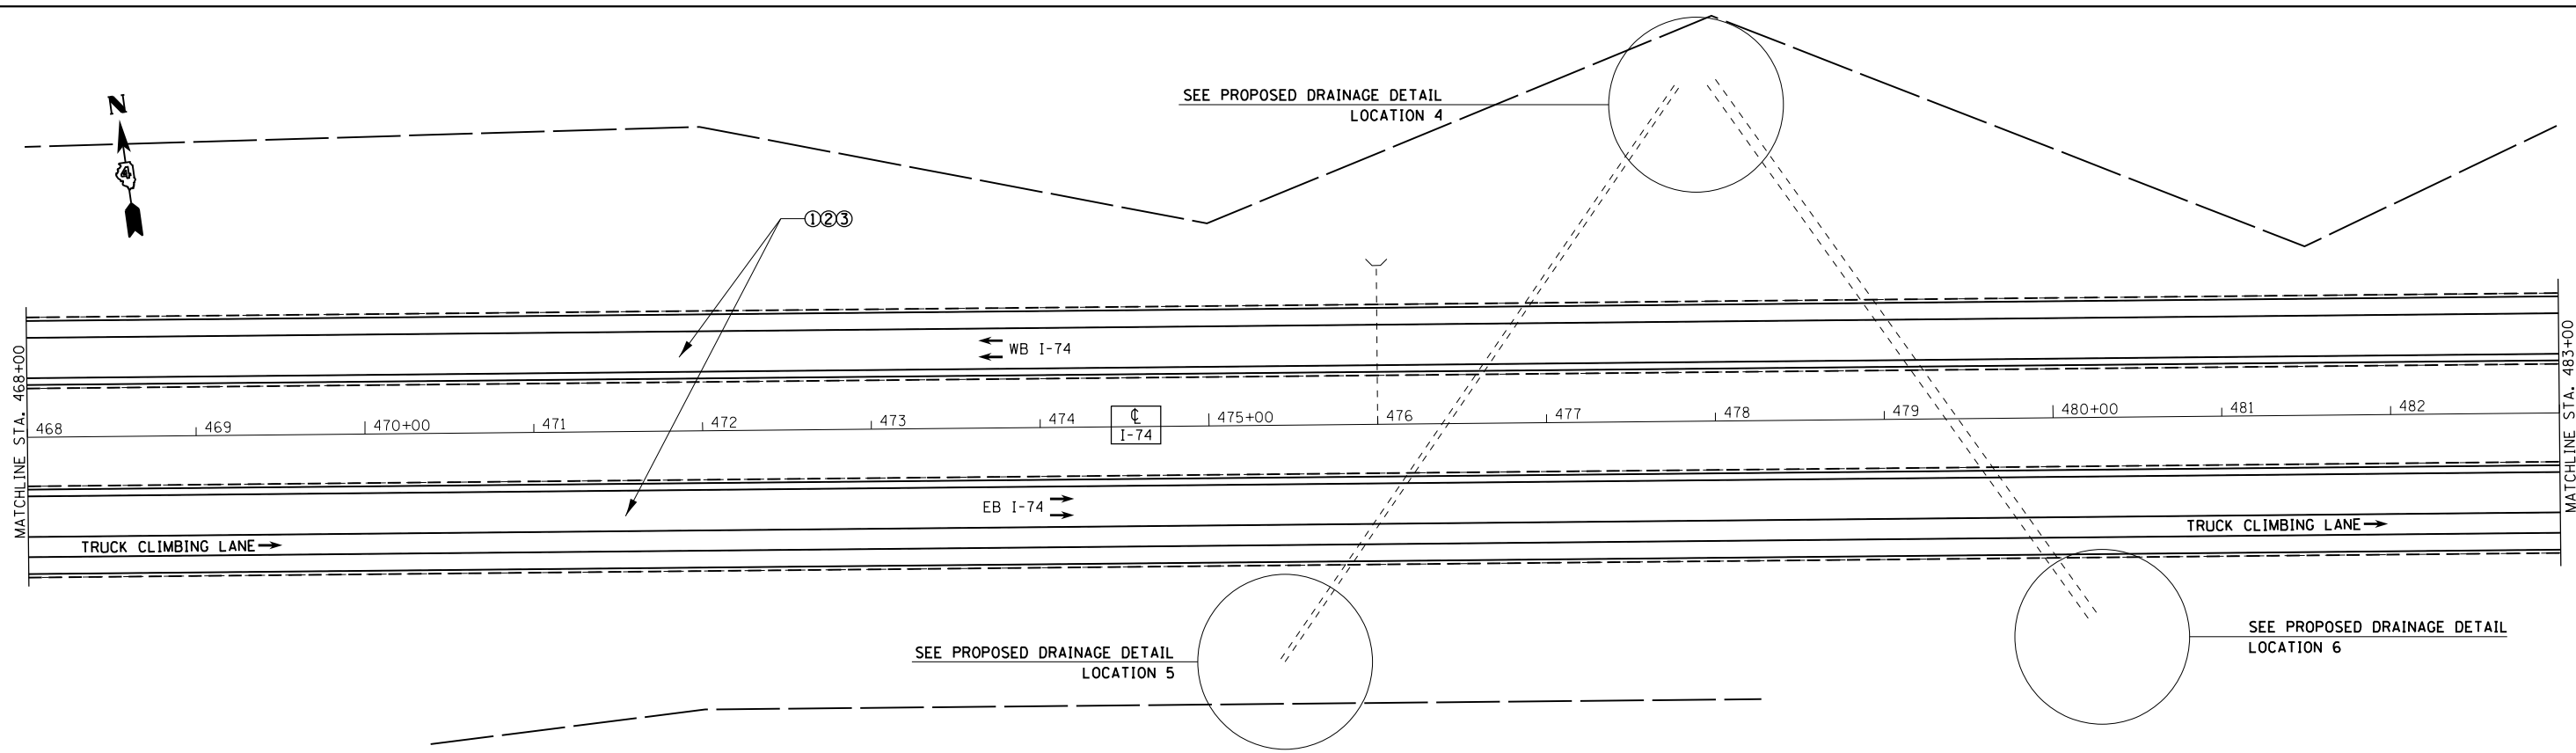 SEE PROPOSED DRAINAGE DETAIL
LOCATION 4
N
4
①②③
MATCHLINE STA. 468+00
WB I-74
MATCHLINE STA. 483+00
468 469 470+00 471 472 473 474 475+00 476 477 478 479 480+00 481 482
℄
I-74
EB I-74
TRUCK CLIMBING LANE
TRUCK CLIMBING LANE
SEE PROPOSED DRAINAGE DETAIL
LOCATION 5
SEE PROPOSED DRAINAGE DETAIL
LOCATION 6